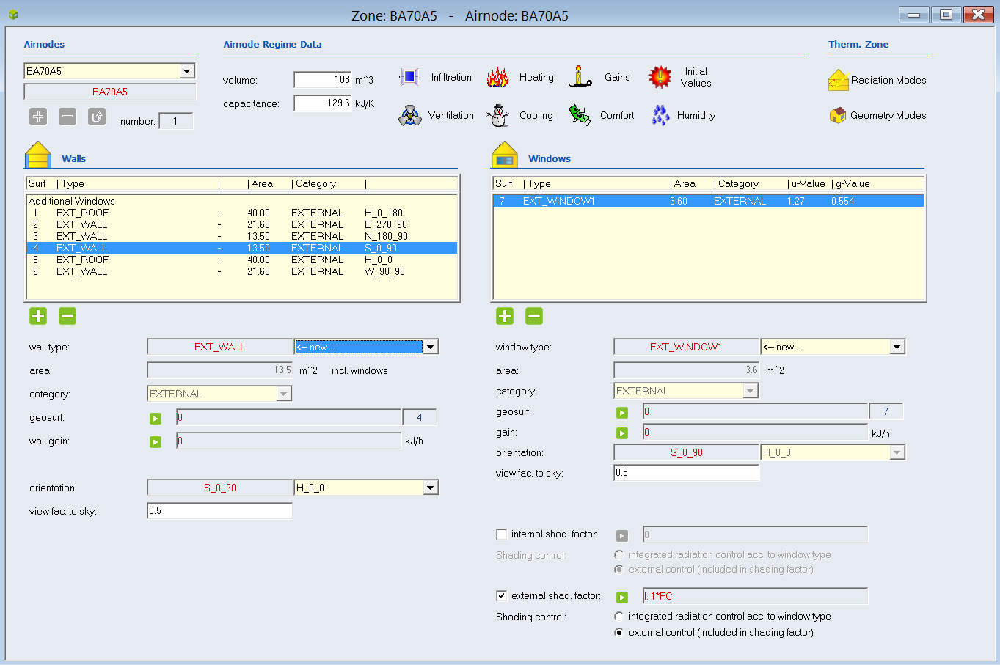 Zone: BA70A5 - Airnode: BA70A5
Airnodes
BA70A5
BA70A5
number: 1
Airnode Regime Data
volume: 108 m^3
capacitance: 129.6 kJ/K
Infiltration Heating Gains Initial Values
Ventilation Cooling Comfort Humidity
Therm. Zone
Radiation Modes
Geometry Modes
Walls
Surf | Type | | Area | Category |
Additional Windows
1 EXT_ROOF - 40.00 EXTERNAL H_0_180
2 EXT_WALL - 21.60 EXTERNAL E_270_90
3 EXT_WALL - 13.50 EXTERNAL N_180_90
4 EXT_WALL - 13.50 EXTERNAL S_0_90
5 EXT_ROOF - 40.00 EXTERNAL H_0_0
6 EXT_WALL - 21.60 EXTERNAL W_90_90
wall type: EXT_WALL <-- new ...
area: 13.5 m^2 incl. windows
category: EXTERNAL
geosurf: 0 4
wall gain: 0 kJ/h
orientation: S_0_90 H_0_0
view fac. to sky: 0.5
Windows
Surf | Type | Area | Category | u-Value | g-Value
7 EXT_WINDOW1 3.60 EXTERNAL 1.27 0.554
window type: EXT_WINDOW1 <-- new ...
area: 3.6 m^2
category: EXTERNAL
geosurf: 0 7
gain: 0 kJ/h
orientation: S_0_90 H_0_0
view fac. to sky: 0.5
internal shad. factor: 0
Shading control: integrated radiation control acc. to window type
external control (included in shading factor)
external shad. factor: I: 1*FC
Shading control: integrated radiation control acc. to window type
external control (included in shading factor)